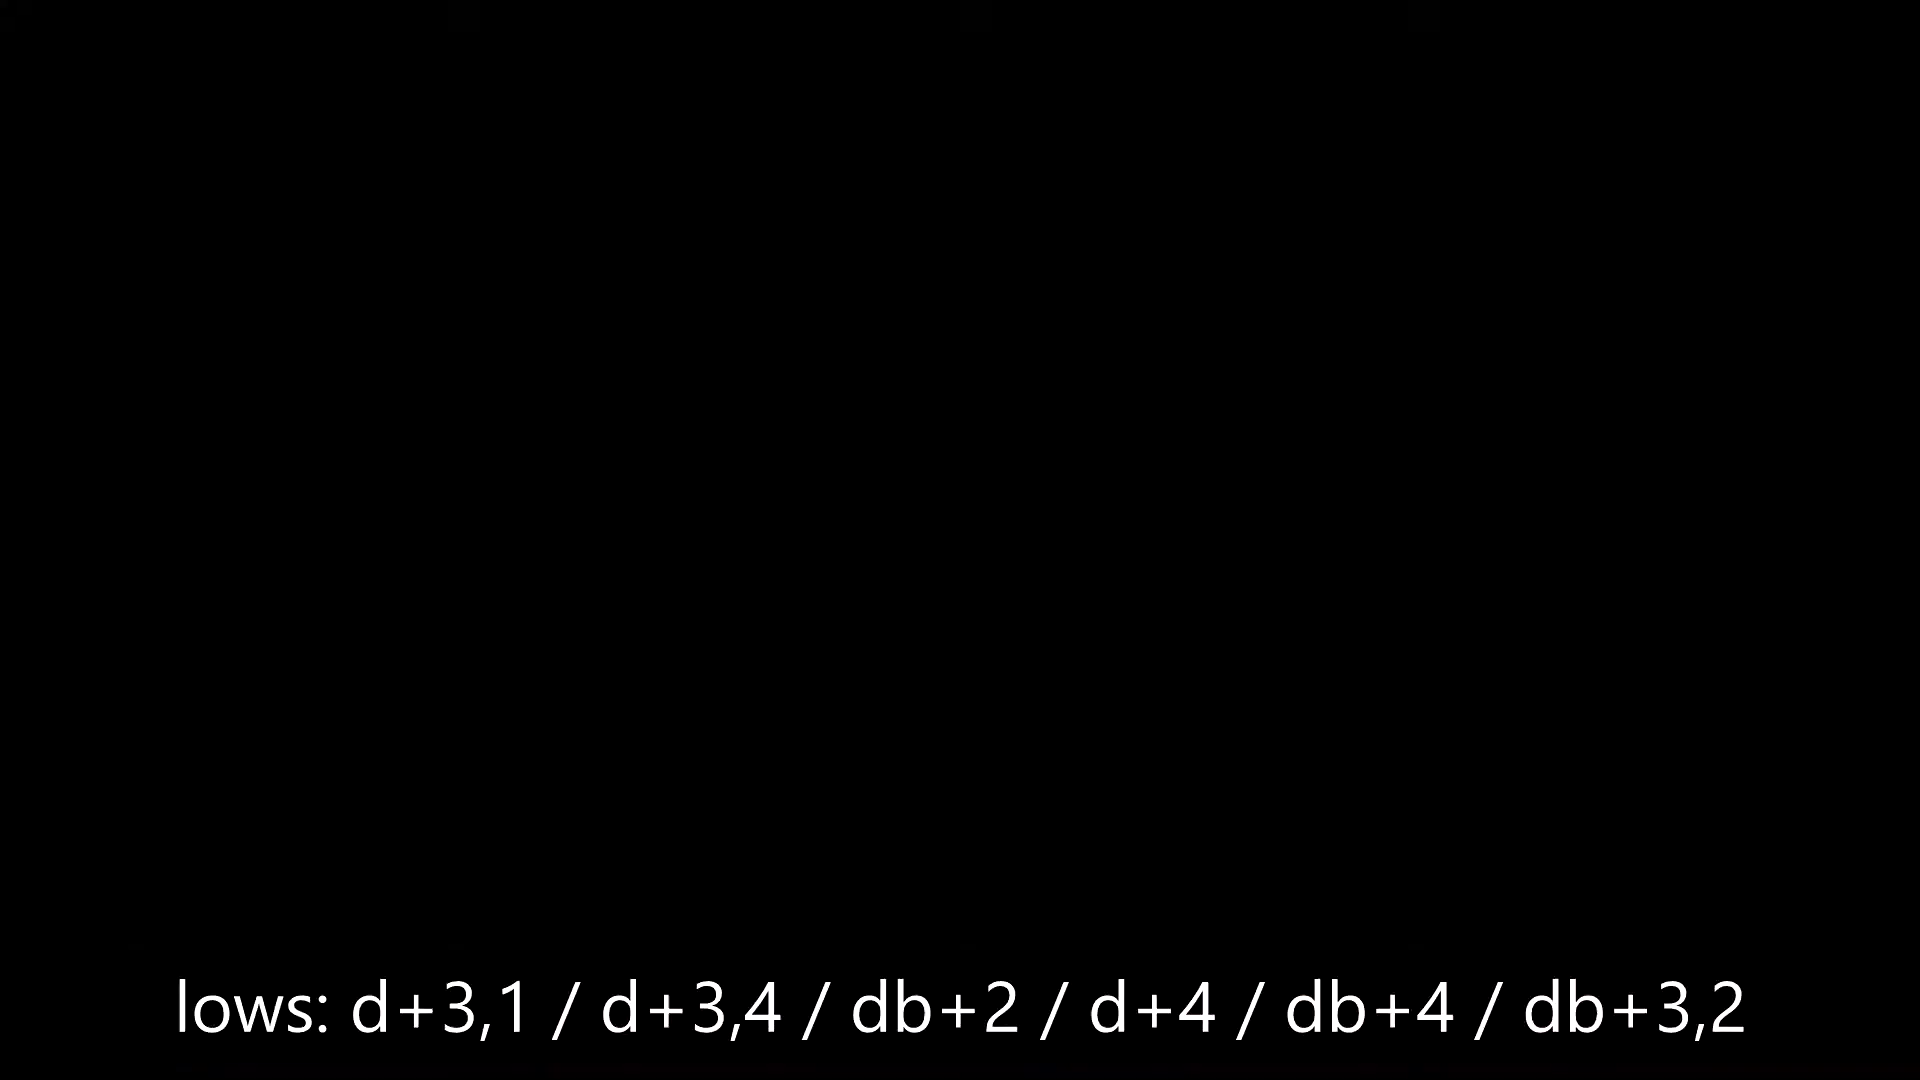 lows: d+3,1 / d+3,4 / db+2 / d+4 / db+4 / db+3,2